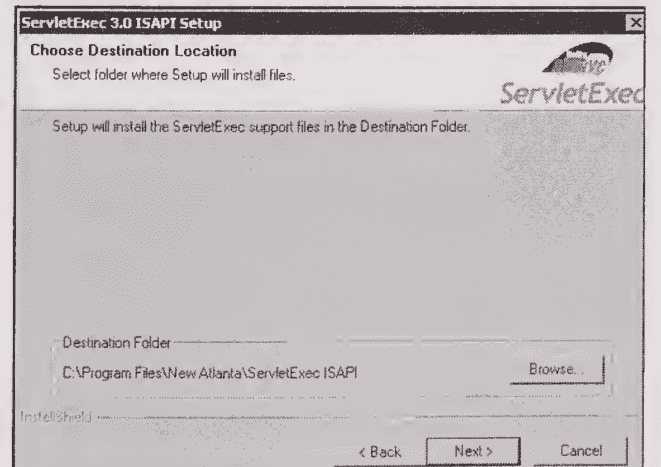 ServletExec 3.0 ISAPI Setup
Choose Destination Location
Select folder where Setup will install files.
ServletExec
Setup will install the ServletExec support files in the Destination Folder.
Destination Folder
C:\Program Files\New Atlanta\ServletExec ISAPI
Browse...
InstallShield
< Back Next > Cancel